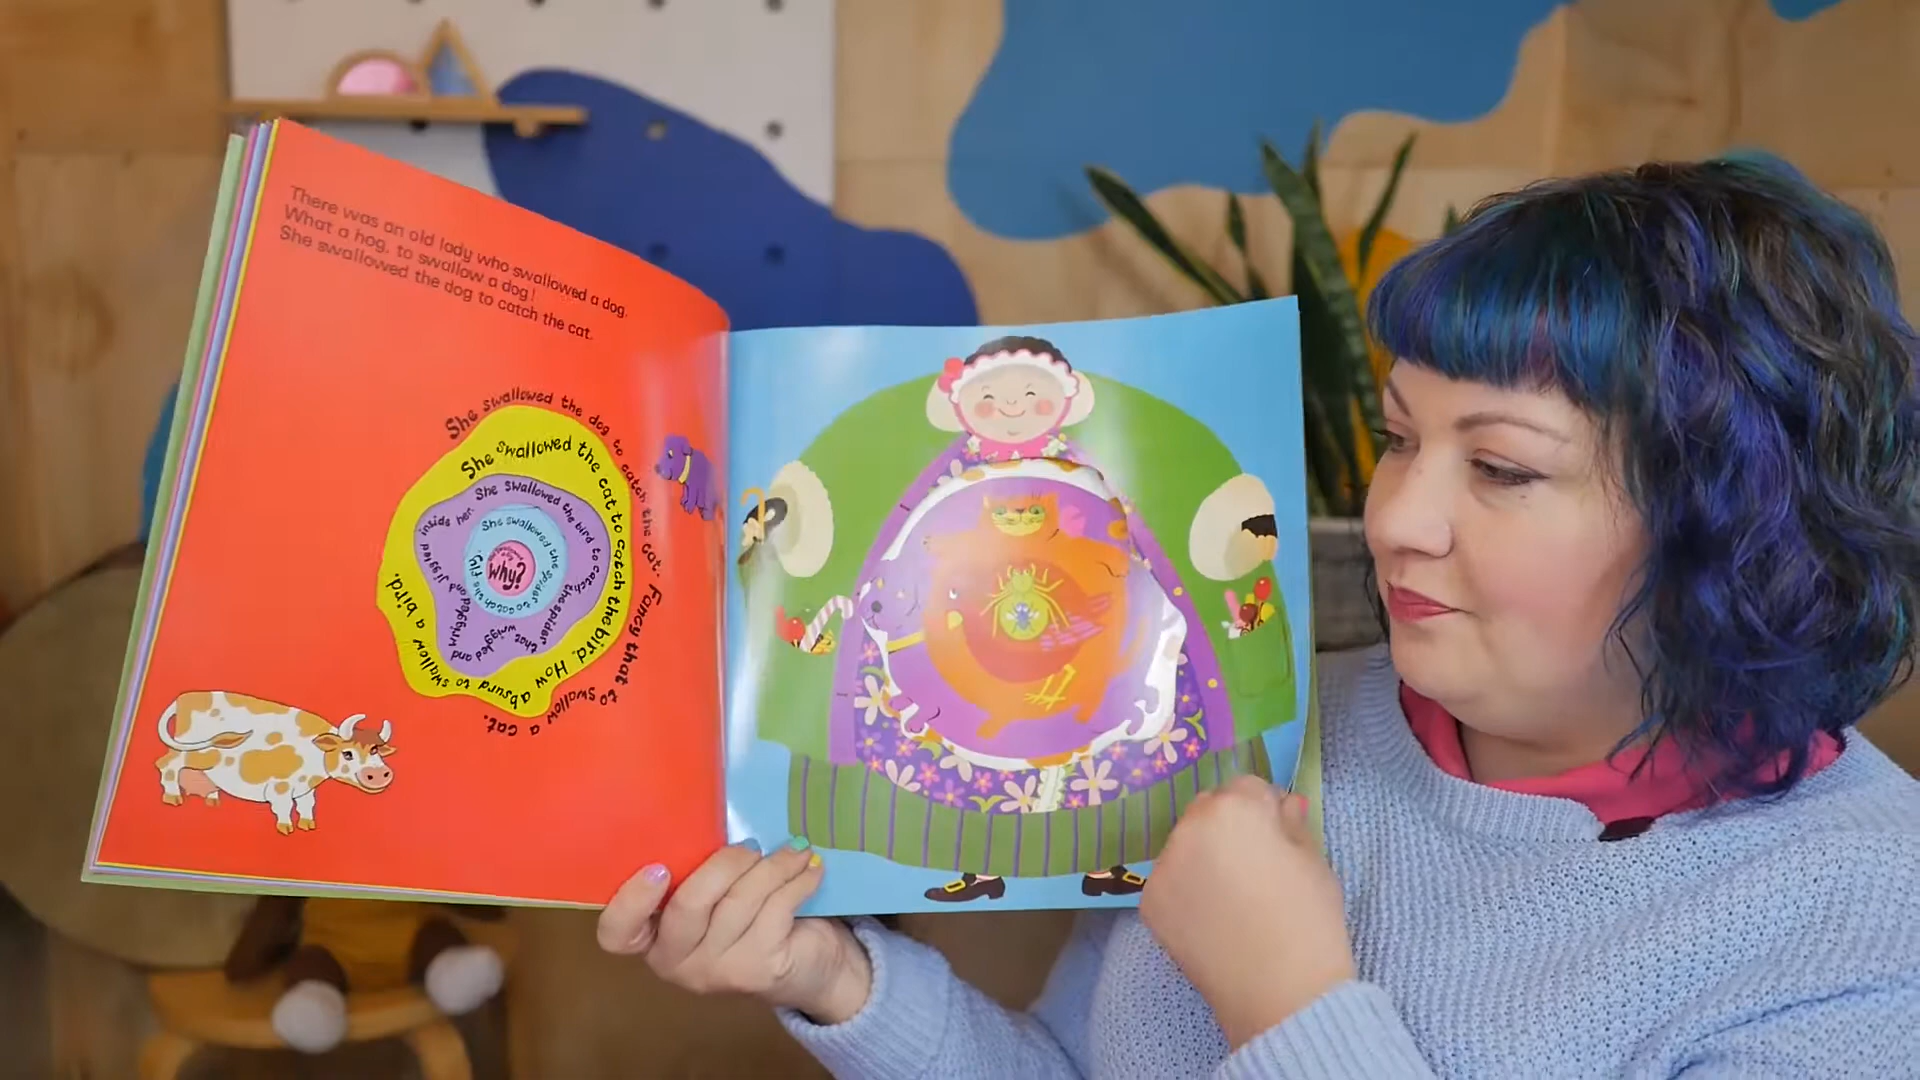 There was an old lady who swallowed a dog.
What a hog, to swallow a dog!
She swallowed the dog to catch the cat.
She swallowed the dog to catch the cat. Fancy that to swallow a cat.
She swallowed the cat to catch the bird. How absurd to swallow a bird.
She swallowed the bird to catch the spider that wriggled and wiggled and jiggled inside her.
She swallowed the spider to catch the fly.
why?